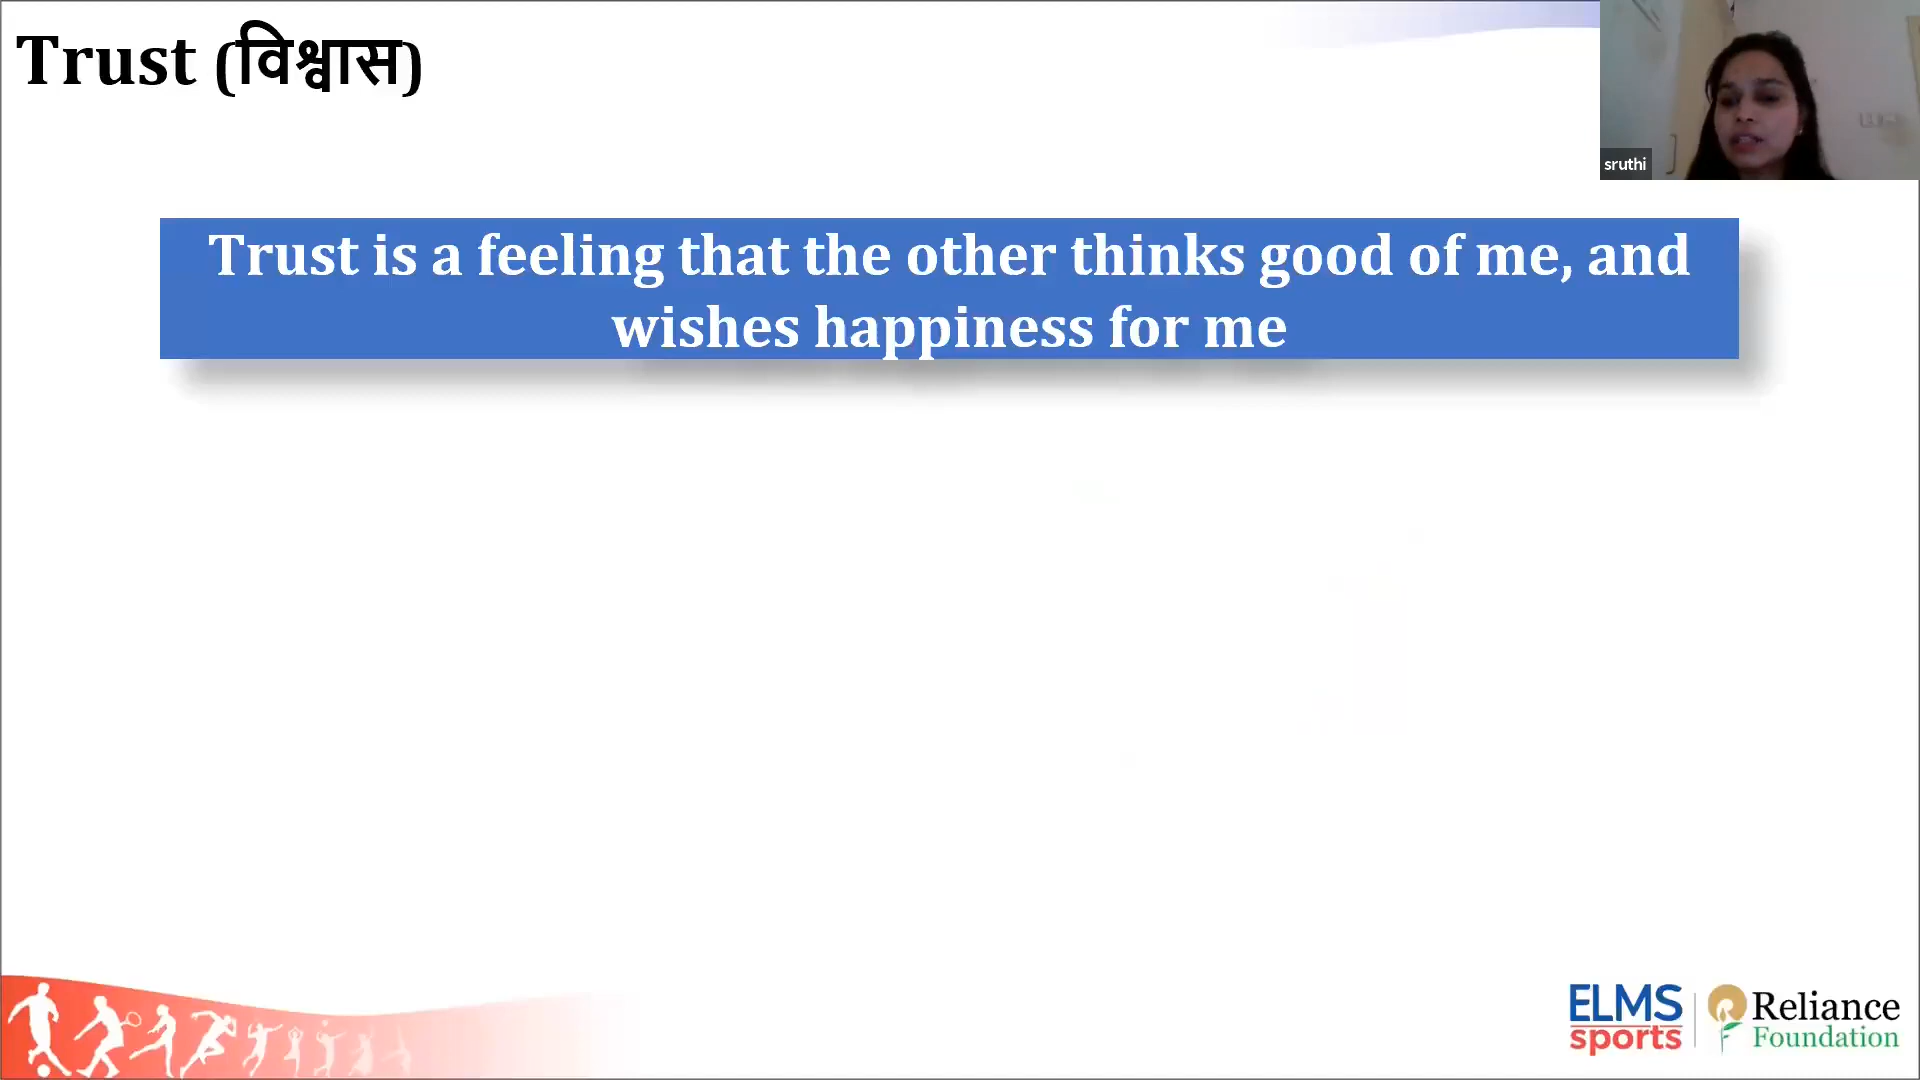 Trust (विश्वास)
sruthi
Trust is a feeling that the other thinks good of me, and
wishes happiness for me
ELMS
sports
Reliance
Foundation